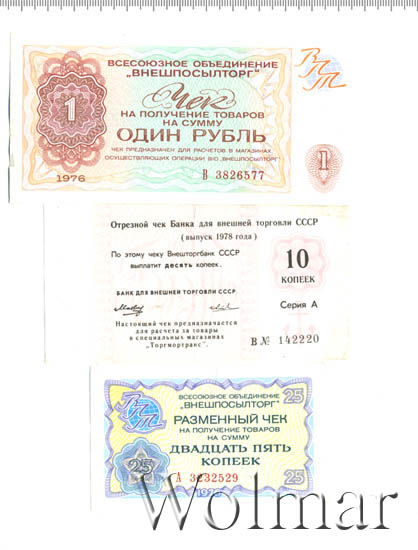 ВСЕСОЮЗНОЕ ОБЪЕДИНЕНИЕ
„ВНЕШПОСЫЛТОРГ"
ВПТ
1
Чек
НА ПОЛУЧЕНИЕ ТОВАРОВ
НА СУММУ
ОДИН РУБЛЬ
ЧЕК ПРЕДНАЗНАЧЕН ДЛЯ РАСЧЕТОВ В МАГАЗИНАХ
ОСУЩЕСТВЛЯЮЩИХ ОПЕРАЦИИ В/О „ВНЕШПОСЫЛТОРГ"
1
1976
В 3826577
Отрезной чек Банка для внешней торговли СССР
(выпуск 1978 года)
По этому чеку Внешторгбанк СССР
выплатит десять копеек.
10
КОПЕЕК
БАНК ДЛЯ ВНЕШНЕЙ ТОРГОВЛИ СССР
Серия А
Настоящий чек предназначается
для расчета за товары
в специальных магазинах
"Торгмортранс".
В № 142220
ВПТ
ВСЕСОЮЗНОЕ ОБЪЕДИНЕНИЕ
„ВНЕШПОСЫЛТОРГ"
25
РАЗМЕННЫЙ ЧЕК
НА ПОЛУЧЕНИЕ ТОВАРОВ
НА СУММУ
ДВАДЦАТЬ ПЯТЬ
КОПЕЕК
25
25
А 3232529
1976
Wolmar